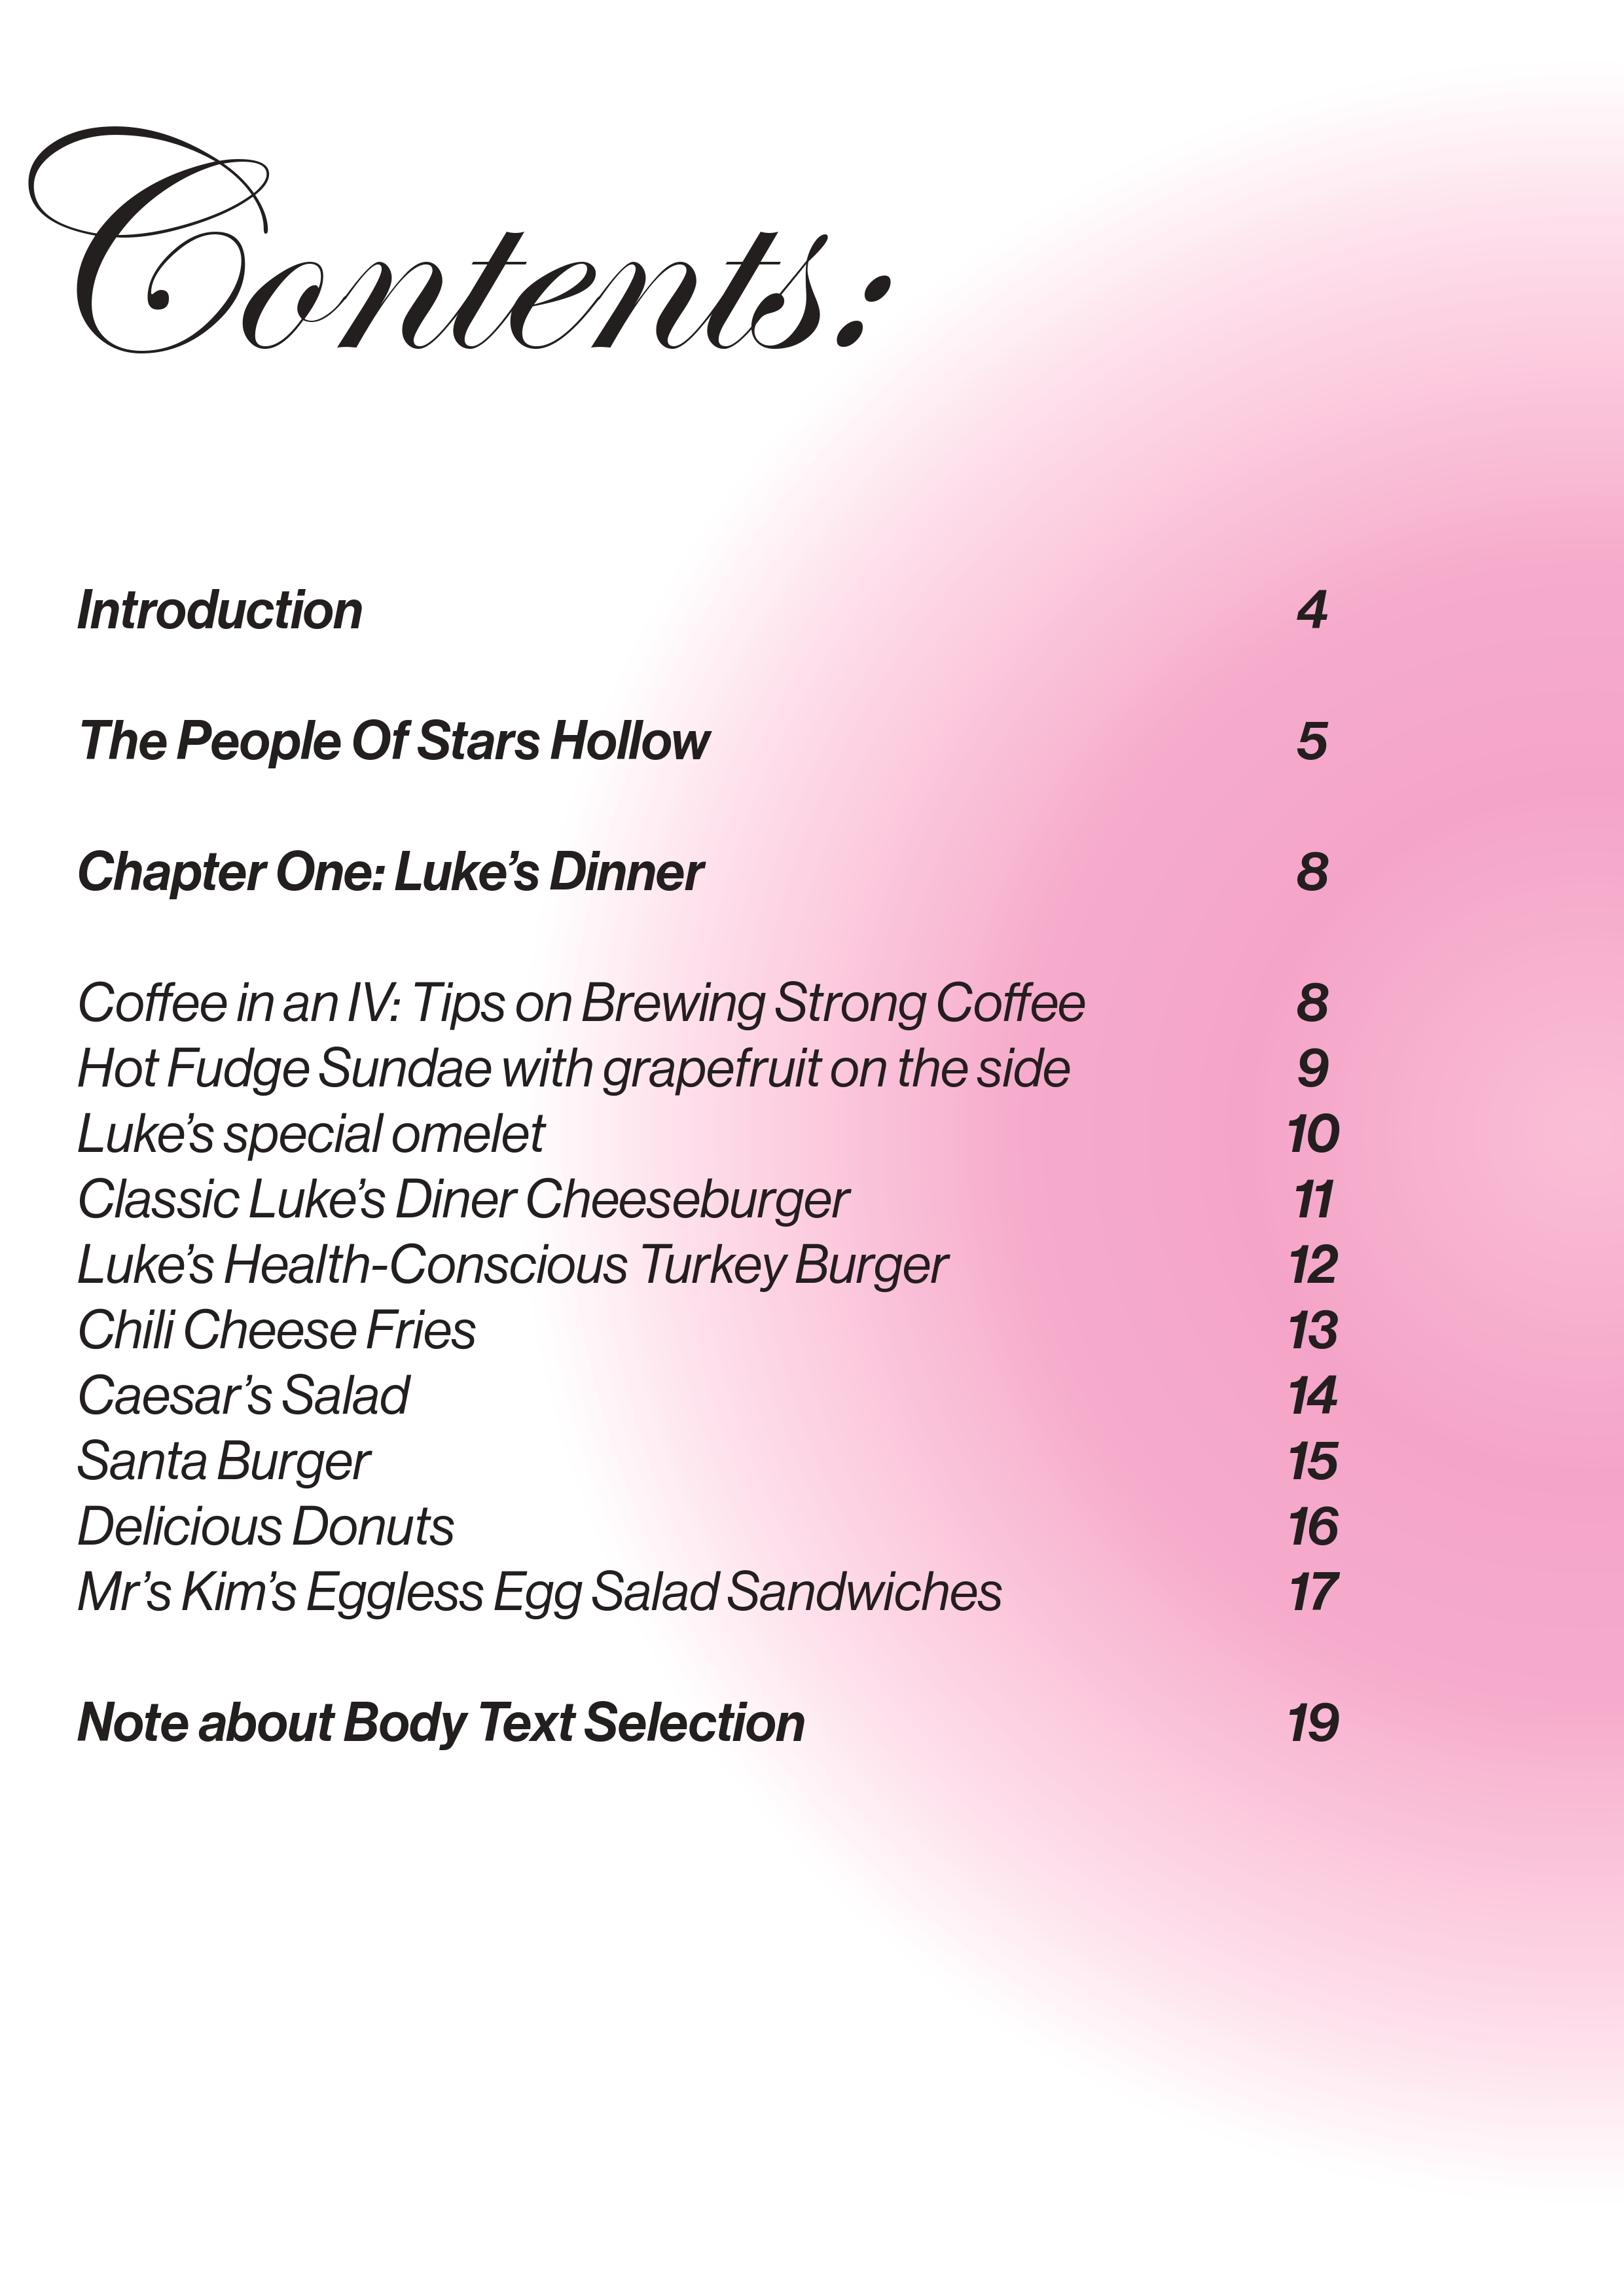 Contents:
Introduction 4
The People Of Stars Hollow 5
Chapter One: Luke’s Dinner 8
Coffee in an IV: Tips on Brewing Strong Coffee 8
Hot Fudge Sundae with grapefruit on the side 9
Luke’s special omelet 10
Classic Luke’s Diner Cheeseburger 11
Luke’s Health-Conscious Turkey Burger 12
Chili Cheese Fries 13
Caesar’s Salad 14
Santa Burger 15
Delicious Donuts 16
Mr’s Kim’s Eggless Egg Salad Sandwiches 17
Note about Body Text Selection 19